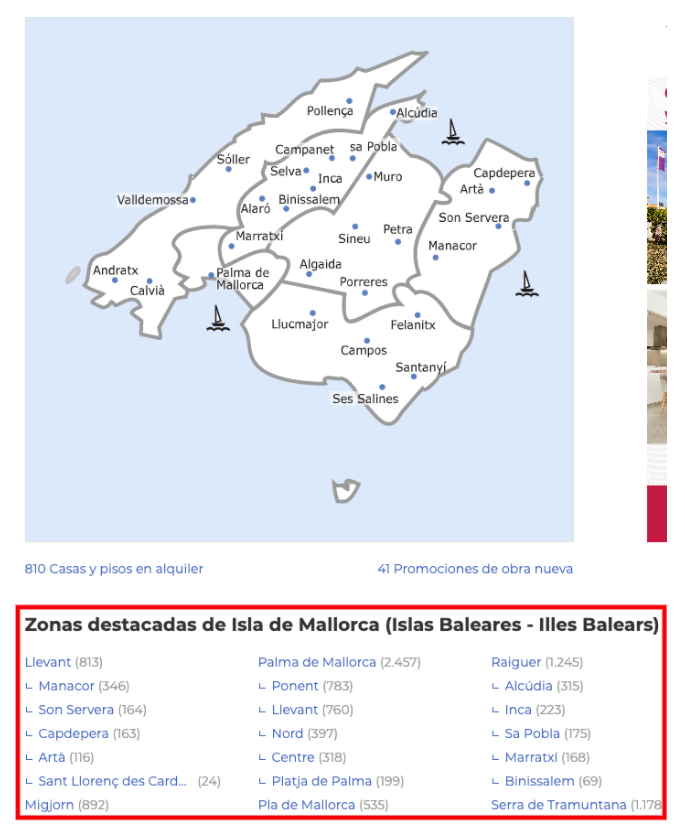 Pollença
Alcúdia
Campanet
sa Pobla
Sóller
Selva
Inca
Muro
Capdepera
Artà
Valldemossa
Alaró
Binissalem
Son Servera
Marratxí
Sineu
Petra
Manacor
Andratx
Calvià
Palma de
Mallorca
Algaida
Porreres
Llucmajor
Felanitx
Campos
Santanyí
Ses Salines
810 Casas y pisos en alquiler
41 Promociones de obra nueva
Zonas destacadas de Isla de Mallorca (Islas Baleares - Illes Balears)
Llevant (813)
Manacor (346)
Son Servera (164)
Capdepera (163)
Artà (116)
Sant Llorenç des Card... (24)
Migjorn (892)
Palma de Mallorca (2.457)
Ponent (783)
Llevant (760)
Nord (397)
Centre (318)
Platja de Palma (199)
Pla de Mallorca (535)
Raiguer (1.245)
Alcúdia (315)
Inca (223)
Sa Pobla (175)
Marratxí (168)
Binissalem (69)
Serra de Tramuntana (1.178